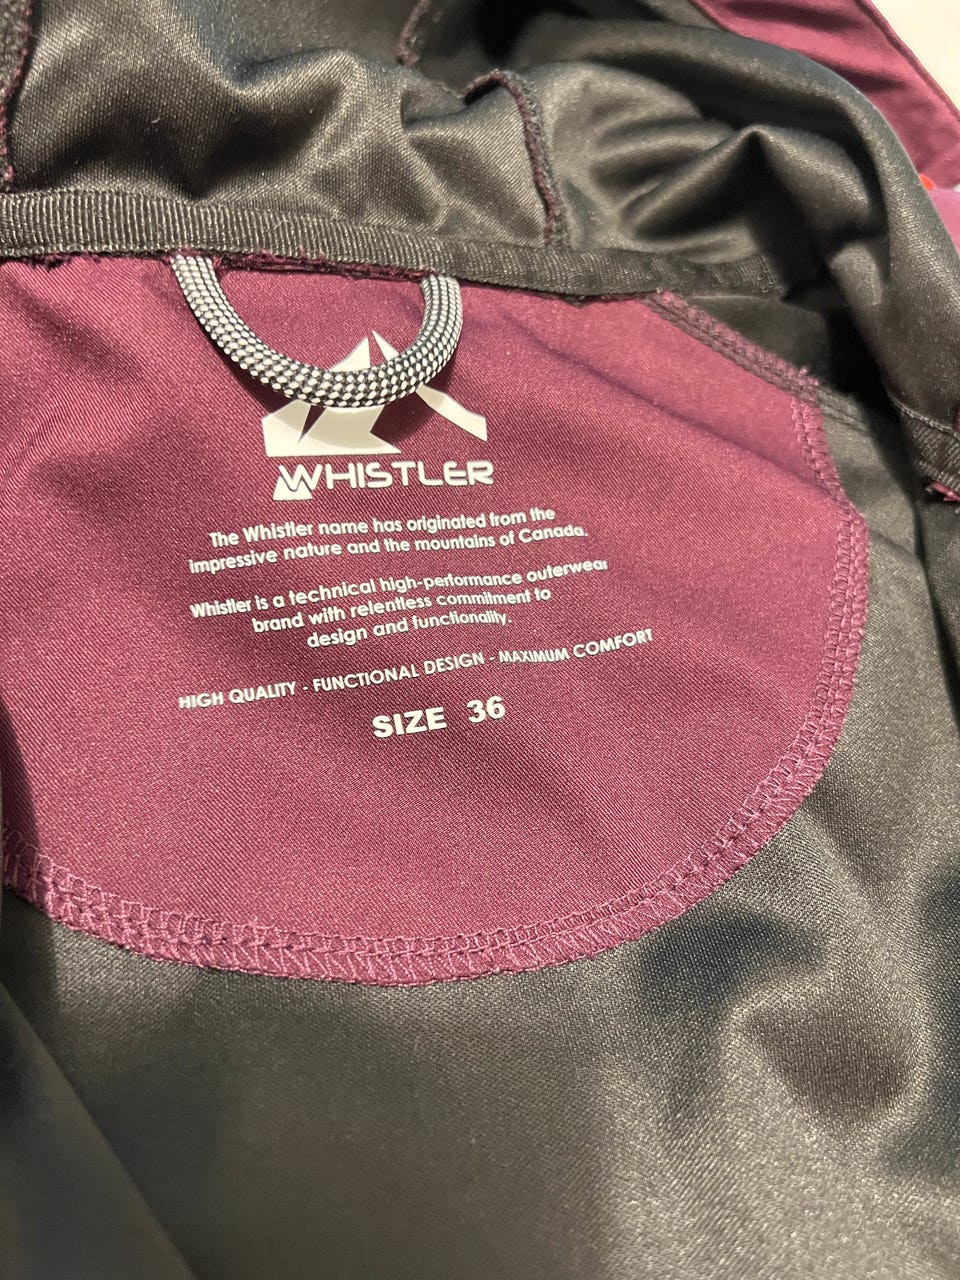 WHISTLER
The Whistler name has originated from the
impressive nature and the mountains of Canada.
Whistler is a technical high-performance outerwear
brand with relentless commitment to
design and functionality.
HIGH QUALITY - FUNCTIONAL DESIGN - MAXIMUM COMFORT
SIZE 36